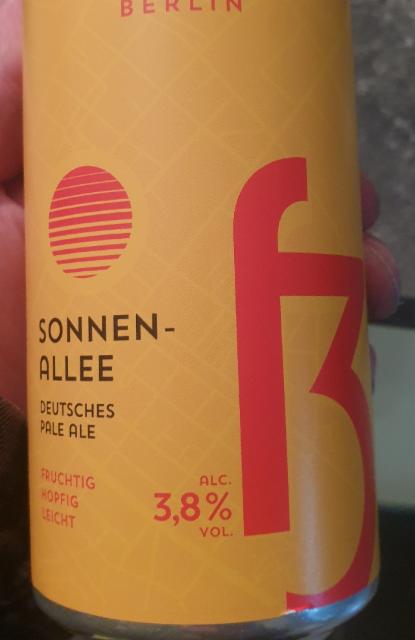 BERLIN
SONNEN-
ALLEE
DEUTSCHES
PALE ALE
FRUCHTIG
HOPFIG
LEICHT
ALC.
3,8%
VOL.